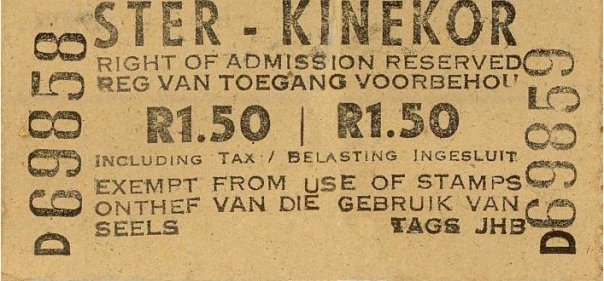 STER - KINEKOR
RIGHT OF ADMISSION RESERVED
REG VAN TOEGANG VOORBEHOU
R1.50 | R1.50
INCLUDING TAX / BELASTING INGESLUIT
EXEMPT FROM USE OF STAMPS
ONTHEF VAN DIE GEBRUIK VAN
SEELS TAGS JHB
D69858
D69859